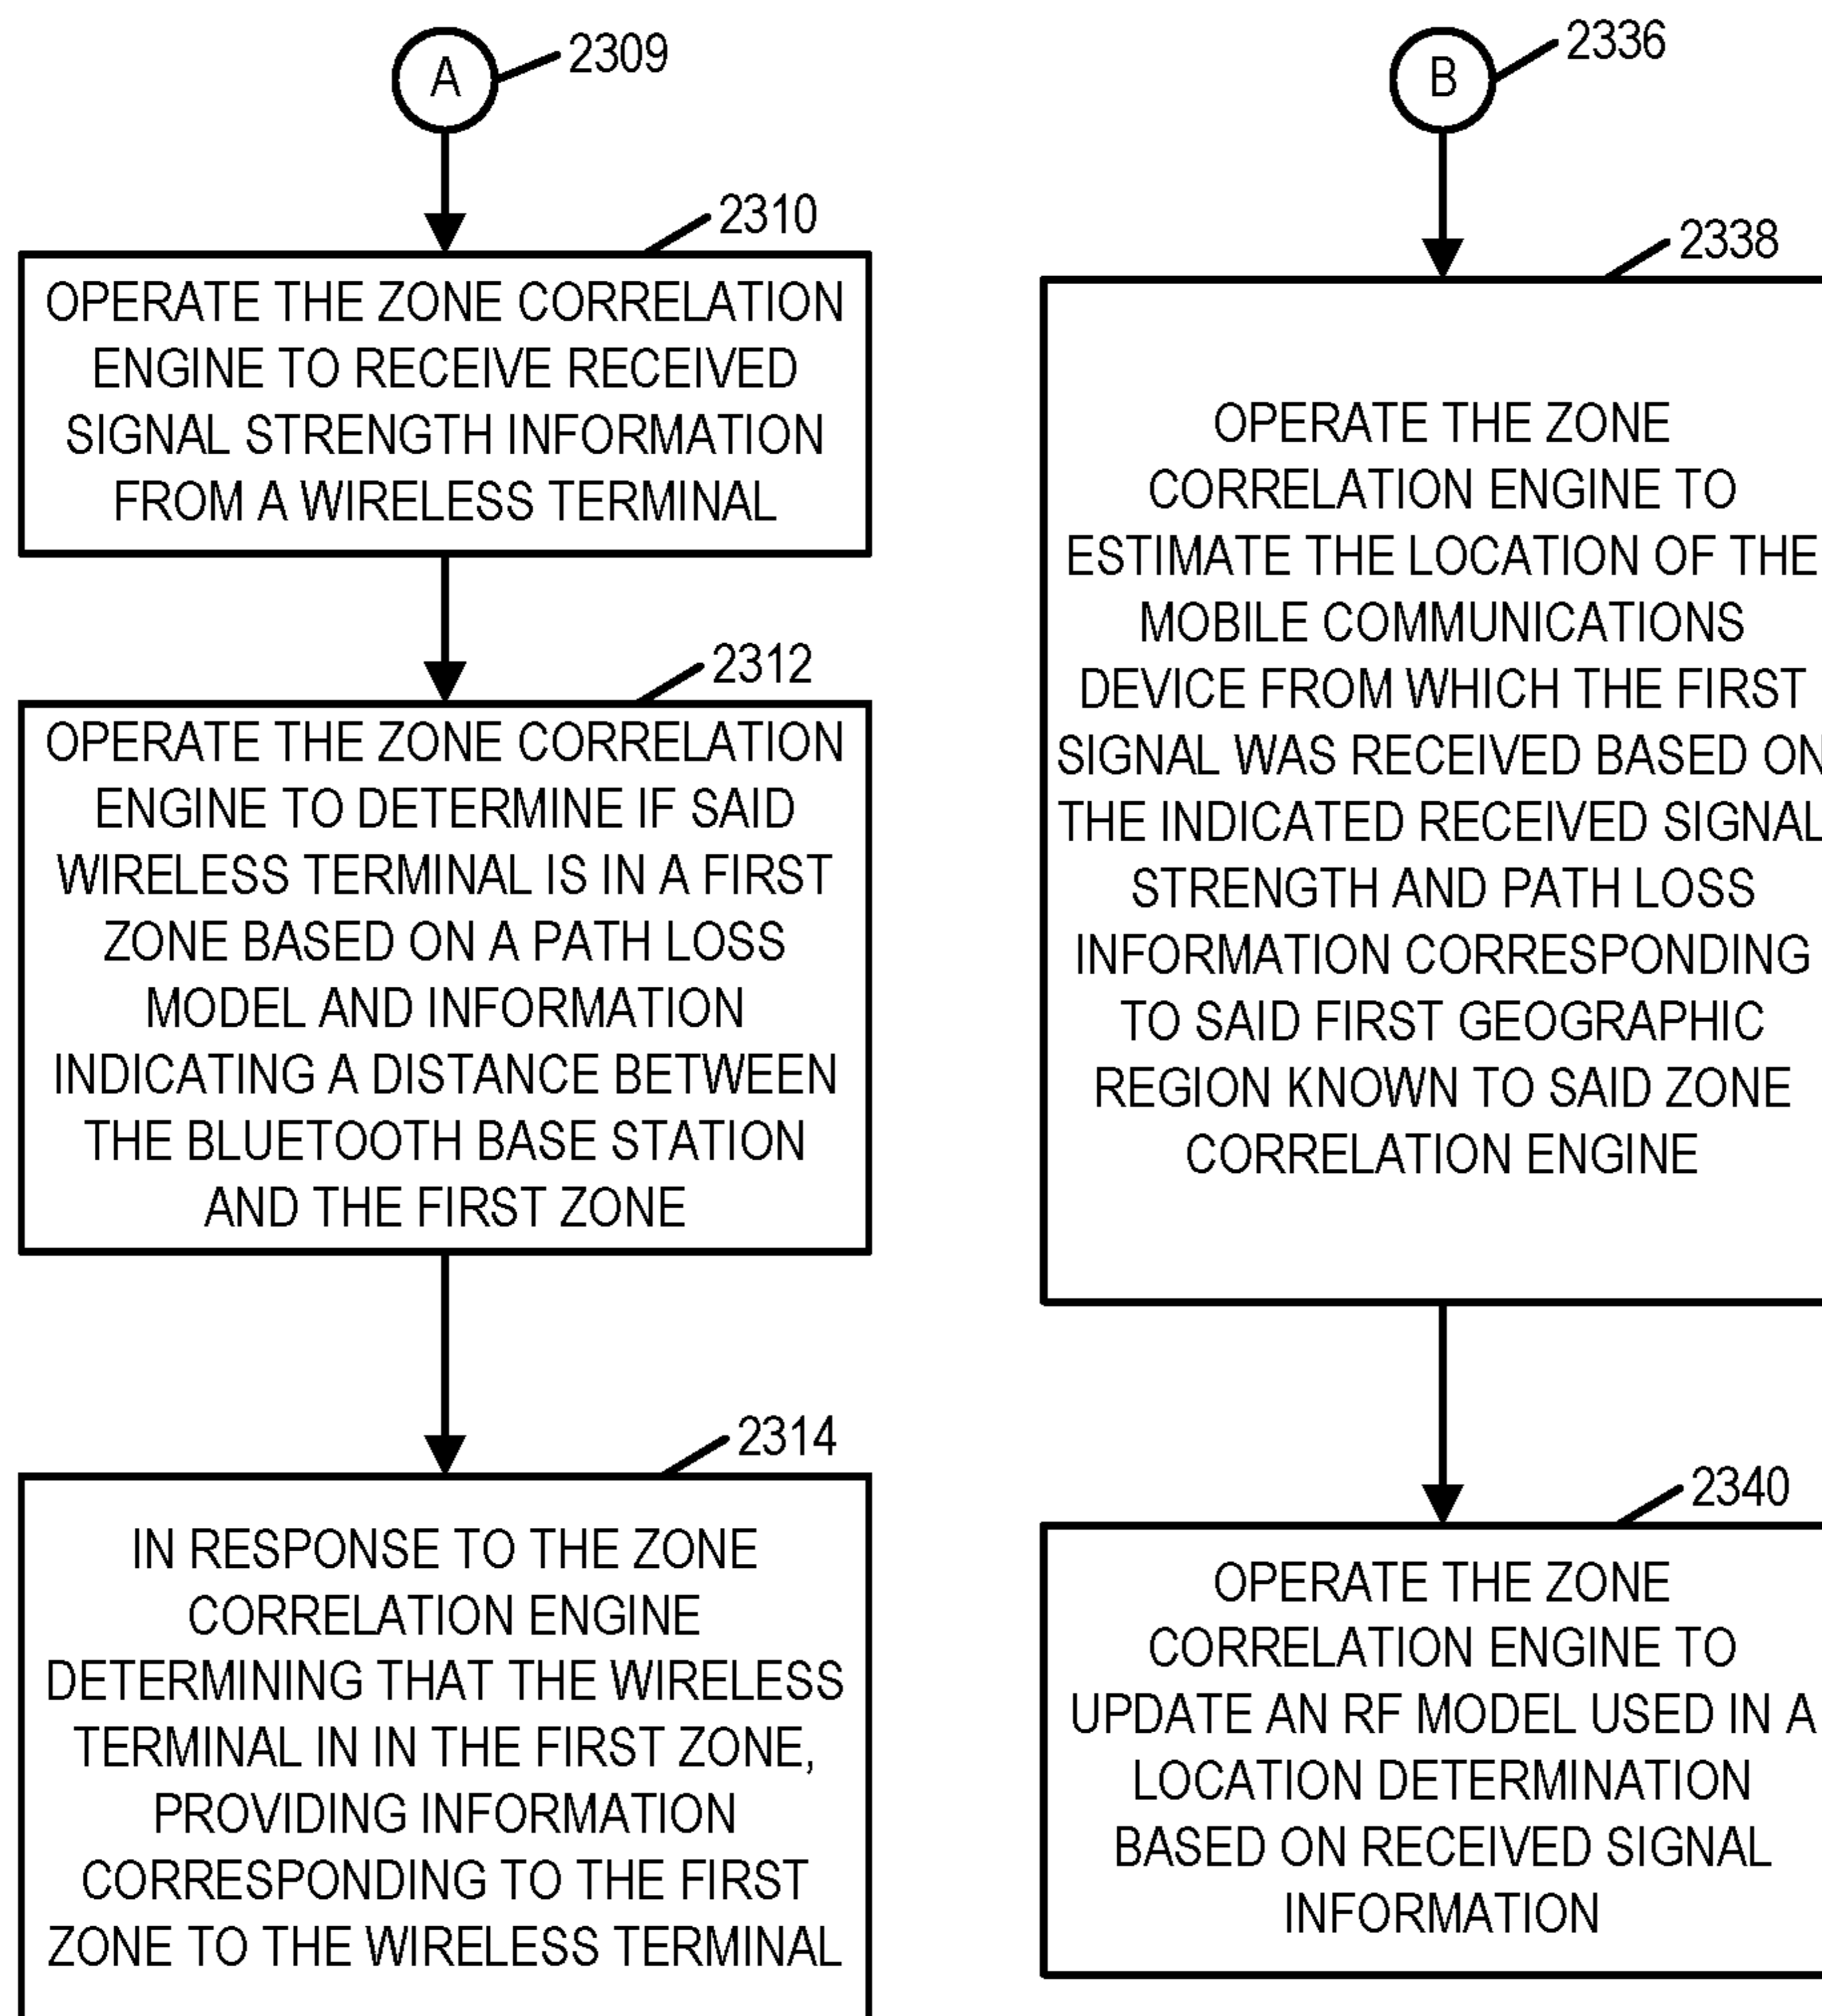 A
2309
2310
OPERATE THE ZONE CORRELATION
ENGINE TO RECEIVE RECEIVED
SIGNAL STRENGTH INFORMATION
FROM A WIRELESS TERMINAL
2312
OPERATE THE ZONE CORRELATION
ENGINE TO DETERMINE IF SAID
WIRELESS TERMINAL IS IN A FIRST
ZONE BASED ON A PATH LOSS
MODEL AND INFORMATION
INDICATING A DISTANCE BETWEEN
THE BLUETOOTH BASE STATION
AND THE FIRST ZONE
2314
IN RESPONSE TO THE ZONE
CORRELATION ENGINE
DETERMINING THAT THE WIRELESS
TERMINAL IN IN THE FIRST ZONE,
PROVIDING INFORMATION
CORRESPONDING TO THE FIRST
ZONE TO THE WIRELESS TERMINAL
B
2336
2338
OPERATE THE ZONE
CORRELATION ENGINE TO
ESTIMATE THE LOCATION OF THE
MOBILE COMMUNICATIONS
DEVICE FROM WHICH THE FIRST
SIGNAL WAS RECEIVED BASED ON
THE INDICATED RECEIVED SIGNAL
STRENGTH AND PATH LOSS
INFORMATION CORRESPONDING
TO SAID FIRST GEOGRAPHIC
REGION KNOWN TO SAID ZONE
CORRELATION ENGINE
2340
OPERATE THE ZONE
CORRELATION ENGINE TO
UPDATE AN RF MODEL USED IN A
LOCATION DETERMINATION
BASED ON RECEIVED SIGNAL
INFORMATION